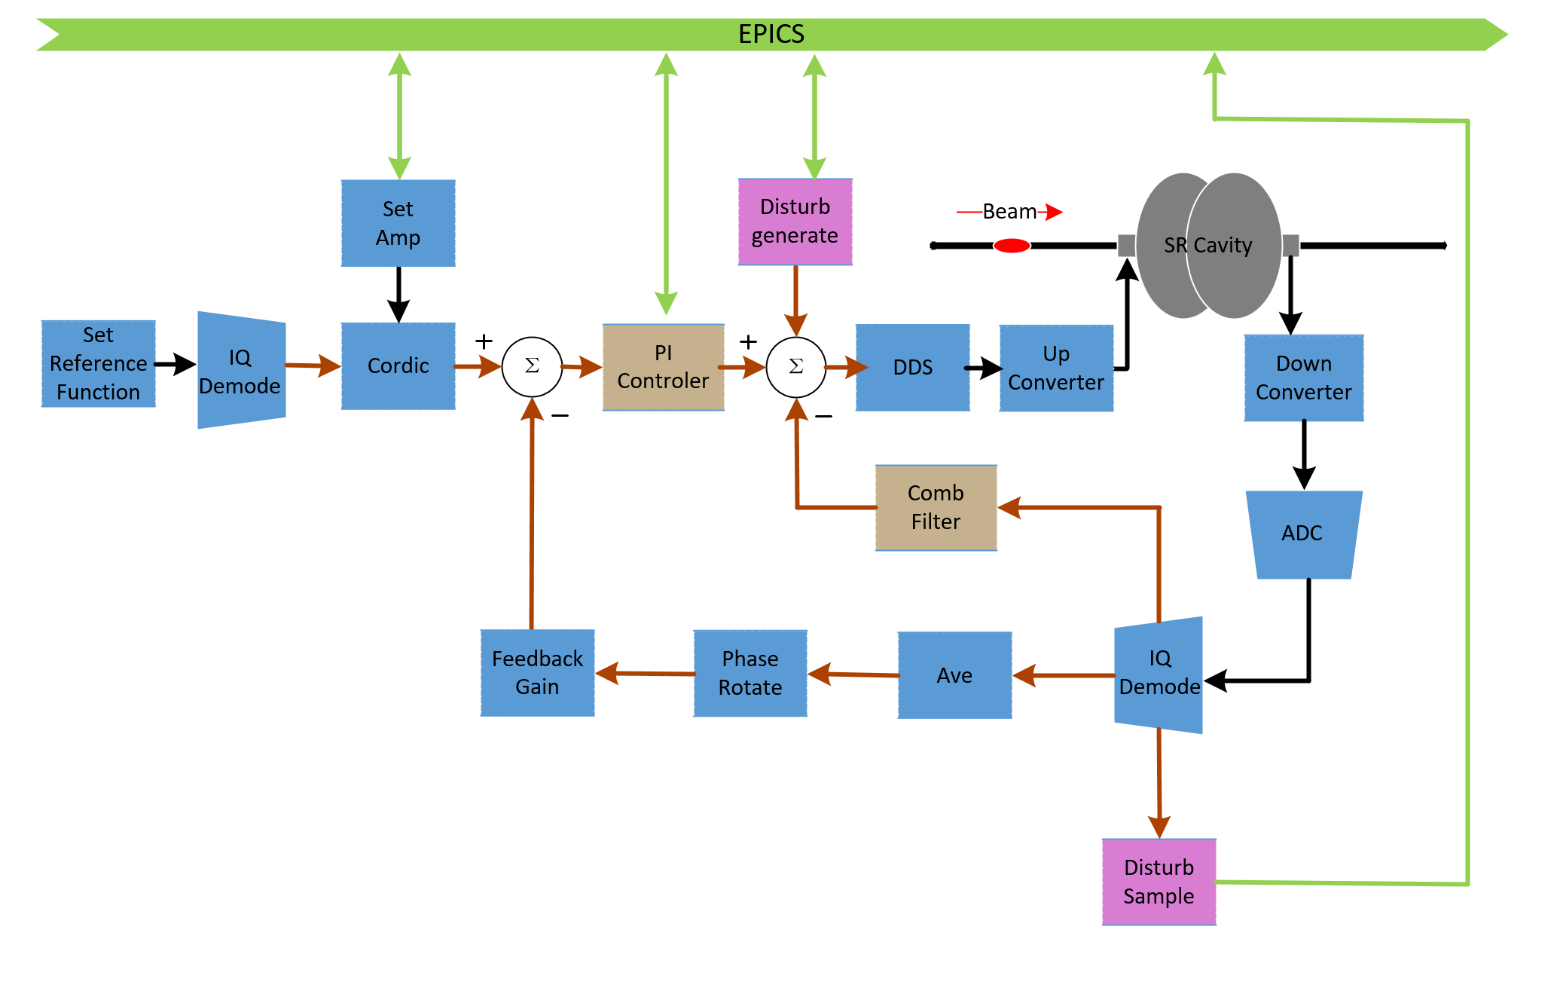 EPICS
Set
Amp
Disturb
generate
Beam
SR Cavity
Set
Reference
Function
IQ
Demode
Cordic
+
Σ
−
PI
Controler
+
Σ
−
DDS
Up
Converter
Down
Converter
Comb
Filter
ADC
Feedback
Gain
Phase
Rotate
Ave
IQ
Demode
Disturb
Sample